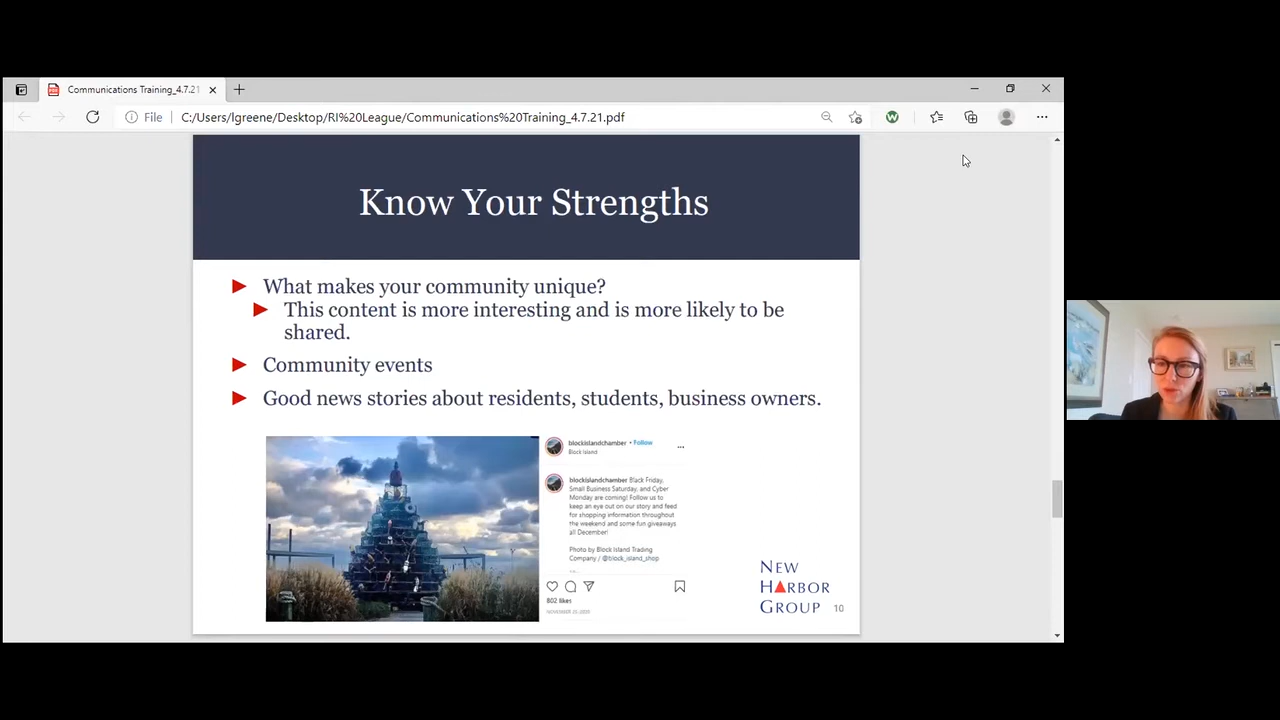 Communications Training_4.7.21
File
C:/Users/lgreene/Desktop/RI%20League/Communications%20Training_4.7.21.pdf
W
Know Your Strengths
What makes your community unique?
This content is more interesting and is more likely to be
shared.
Community events
Good news stories about residents, students, business owners.
blockislandchamber • Follow
Block Island
blockislandchamber Black Friday,
Small Business Saturday, and Cyber
Monday are coming! Follow us to
keep an eye out on our story and feed
for shopping information throughout
the weekend and some fun giveaways
all December!
Photo by Block Island Trading
Company / @block_island_shop
802 likes
NEW
HARBOR
GROUP
10